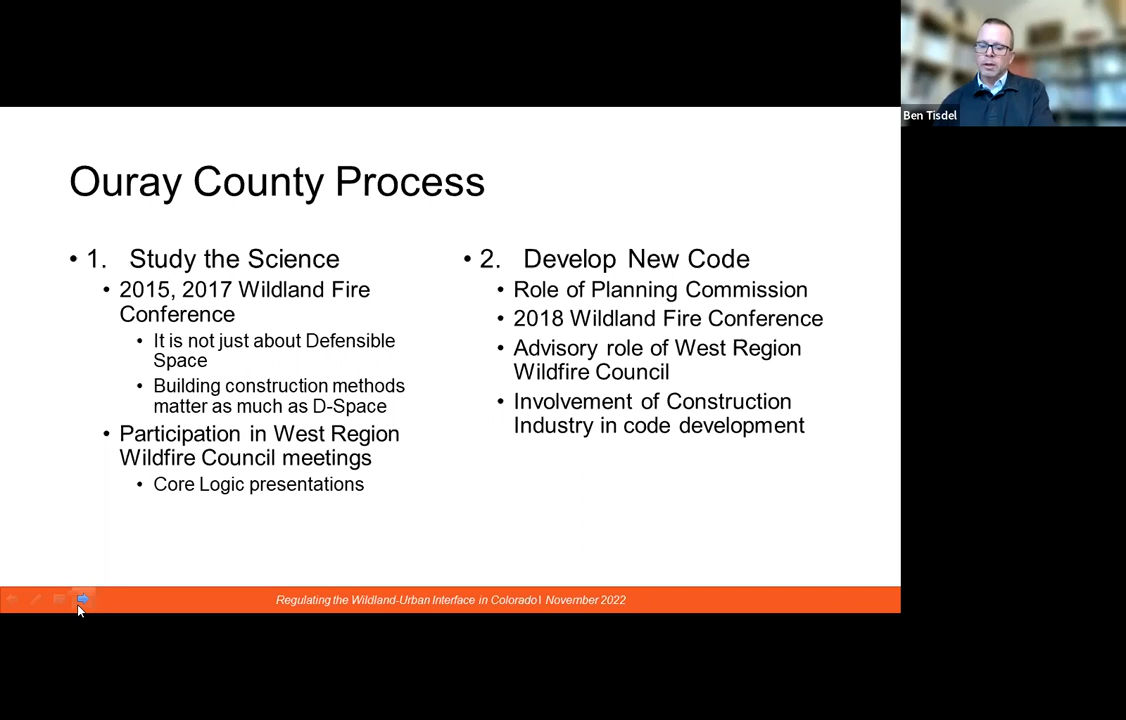 Ben Tisdel
Ouray County Process
• 1. Study the Science
• 2015, 2017 Wildland Fire
Conference
• It is not just about Defensible
Space
• Building construction methods
matter as much as D-Space
• Participation in West Region
Wildfire Council meetings
• Core Logic presentations
• 2. Develop New Code
• Role of Planning Commission
• 2018 Wildland Fire Conference
• Advisory role of West Region
Wildfire Council
• Involvement of Construction
Industry in code development
Regulating the Wildland-Urban Interface in Colorado| November 2022